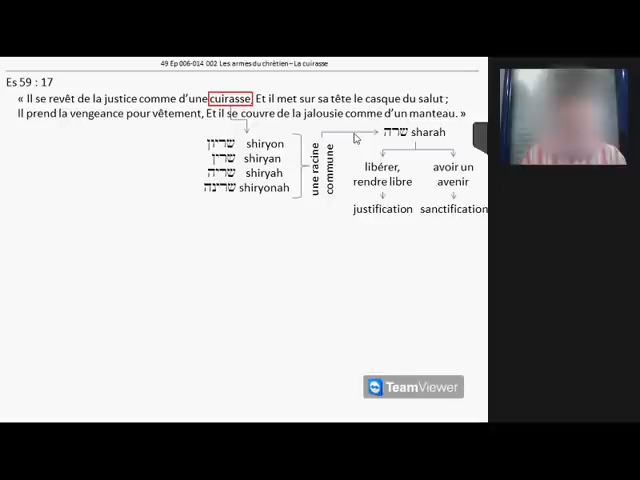 49 Ep 006-014 002 Les armes du chrétien – La cuirasse
Es 59 : 17
« Il se revêt de la justice comme d’une cuirasse, Et il met sur sa tête le casque du salut ;
Il prend la vengeance pour vêtement, Et il se couvre de la jalousie comme d’un manteau. »
שריון shiryon
שרין shiryan
שריה shiryah
שרינה shiryonah
une racine
commune
שרה sharah
libérer,
rendre libre
avoir un
avenir
justification
sanctification
TeamViewer